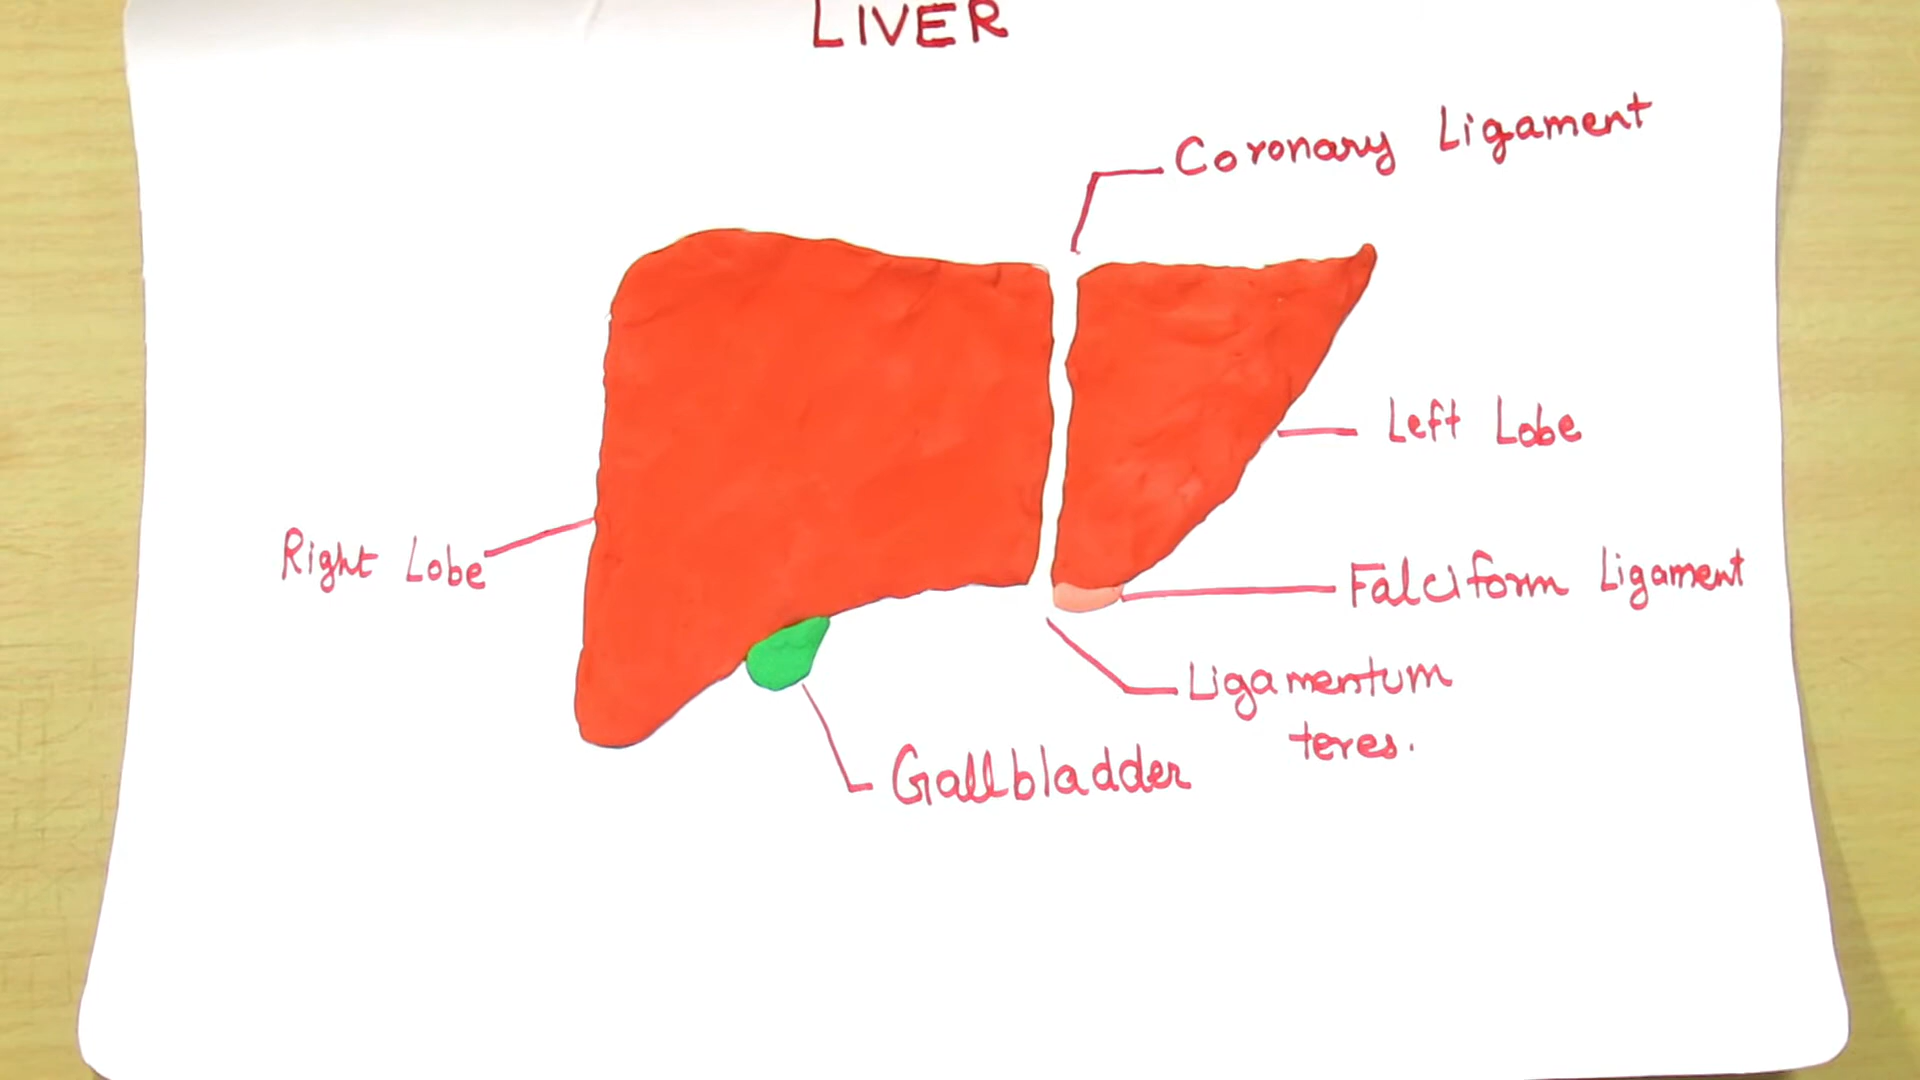 LIVER
Coronary Ligament
Left Lobe
Right Lobe
Falciform Ligament
Ligamentum
teres.
Gallbladder